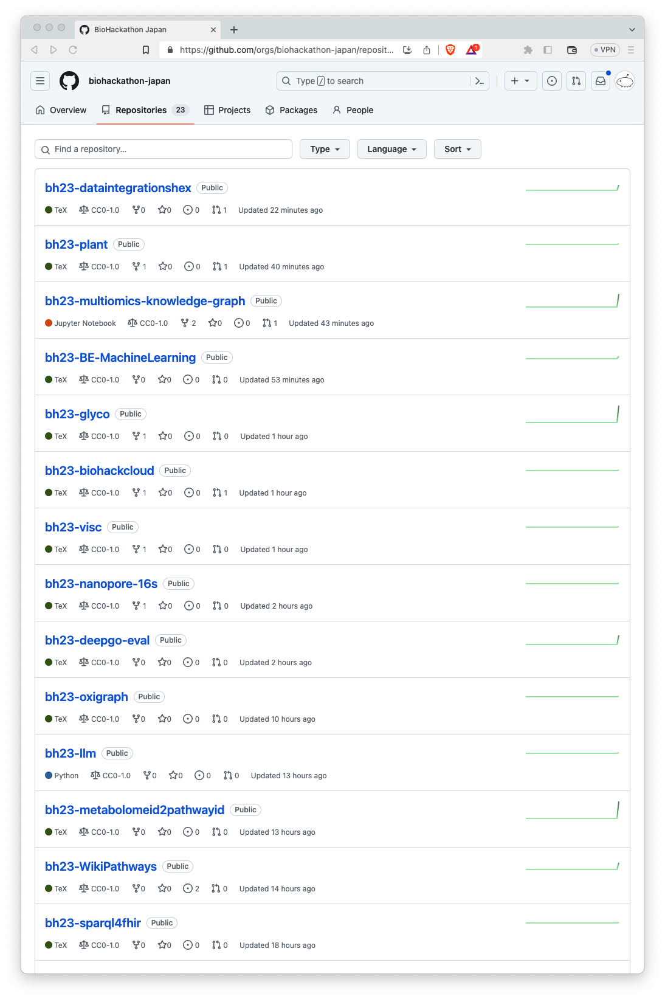 BioHackathon Japan
https://github.com/orgs/biohackathon-japan/reposit...
1
VPN
biohackathon-japan
Type / to search
Overview
Repositories 23
Projects
Packages
People
Find a repository...
Type
Language
Sort
bh23-dataintegrationshex Public
TeX CC0-1.0 0 0 0 1 Updated 22 minutes ago
bh23-plant Public
TeX CC0-1.0 1 0 0 1 Updated 40 minutes ago
bh23-multiomics-knowledge-graph Public
Jupyter Notebook CC0-1.0 2 0 0 1 Updated 43 minutes ago
bh23-BE-MachineLearning Public
TeX CC0-1.0 0 0 0 0 Updated 53 minutes ago
bh23-glyco Public
TeX CC0-1.0 1 0 0 0 Updated 1 hour ago
bh23-biohackcloud Public
TeX CC0-1.0 1 0 0 1 Updated 1 hour ago
bh23-visc Public
TeX CC0-1.0 1 0 0 0 Updated 1 hour ago
bh23-nanopore-16s Public
TeX CC0-1.0 1 0 0 0 Updated 2 hours ago
bh23-deepgo-eval Public
TeX CC0-1.0 0 0 0 0 Updated 2 hours ago
bh23-oxigraph Public
TeX CC0-1.0 0 0 0 0 Updated 10 hours ago
bh23-llm Public
Python CC0-1.0 0 0 0 0 Updated 13 hours ago
bh23-metabolomeid2pathwayid Public
TeX CC0-1.0 0 0 0 0 Updated 13 hours ago
bh23-WikiPathways Public
TeX CC0-1.0 0 0 2 0 Updated 14 hours ago
bh23-sparql4fhir Public
TeX CC0-1.0 0 0 0 0 Updated 18 hours ago